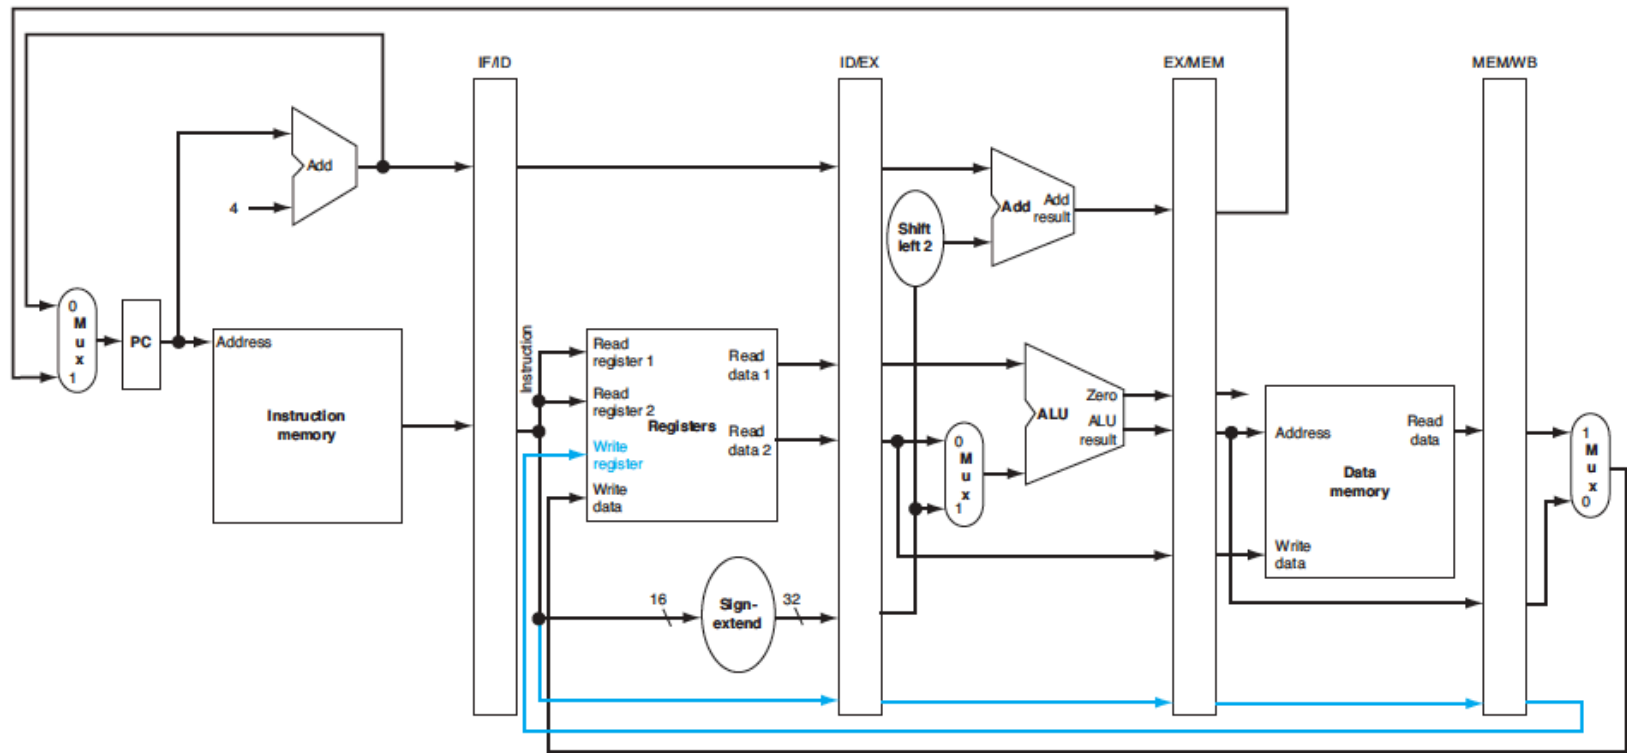 IF/ID
ID/EX
EX/MEM
MEM/WB
Add
4
Add
Add
result
Shift
left 2
0
M
u
x
1
PC
Address
Instruction
memory
Instruction
Read
register 1
Read
register 2
Write
register
Write
data
Registers
Read
data 1
Read
data 2
16
Sign-
extend
32
0
M
u
x
1
ALU
Zero
ALU
result
Address
Read
data
Data
memory
Write
data
1
M
u
x
0